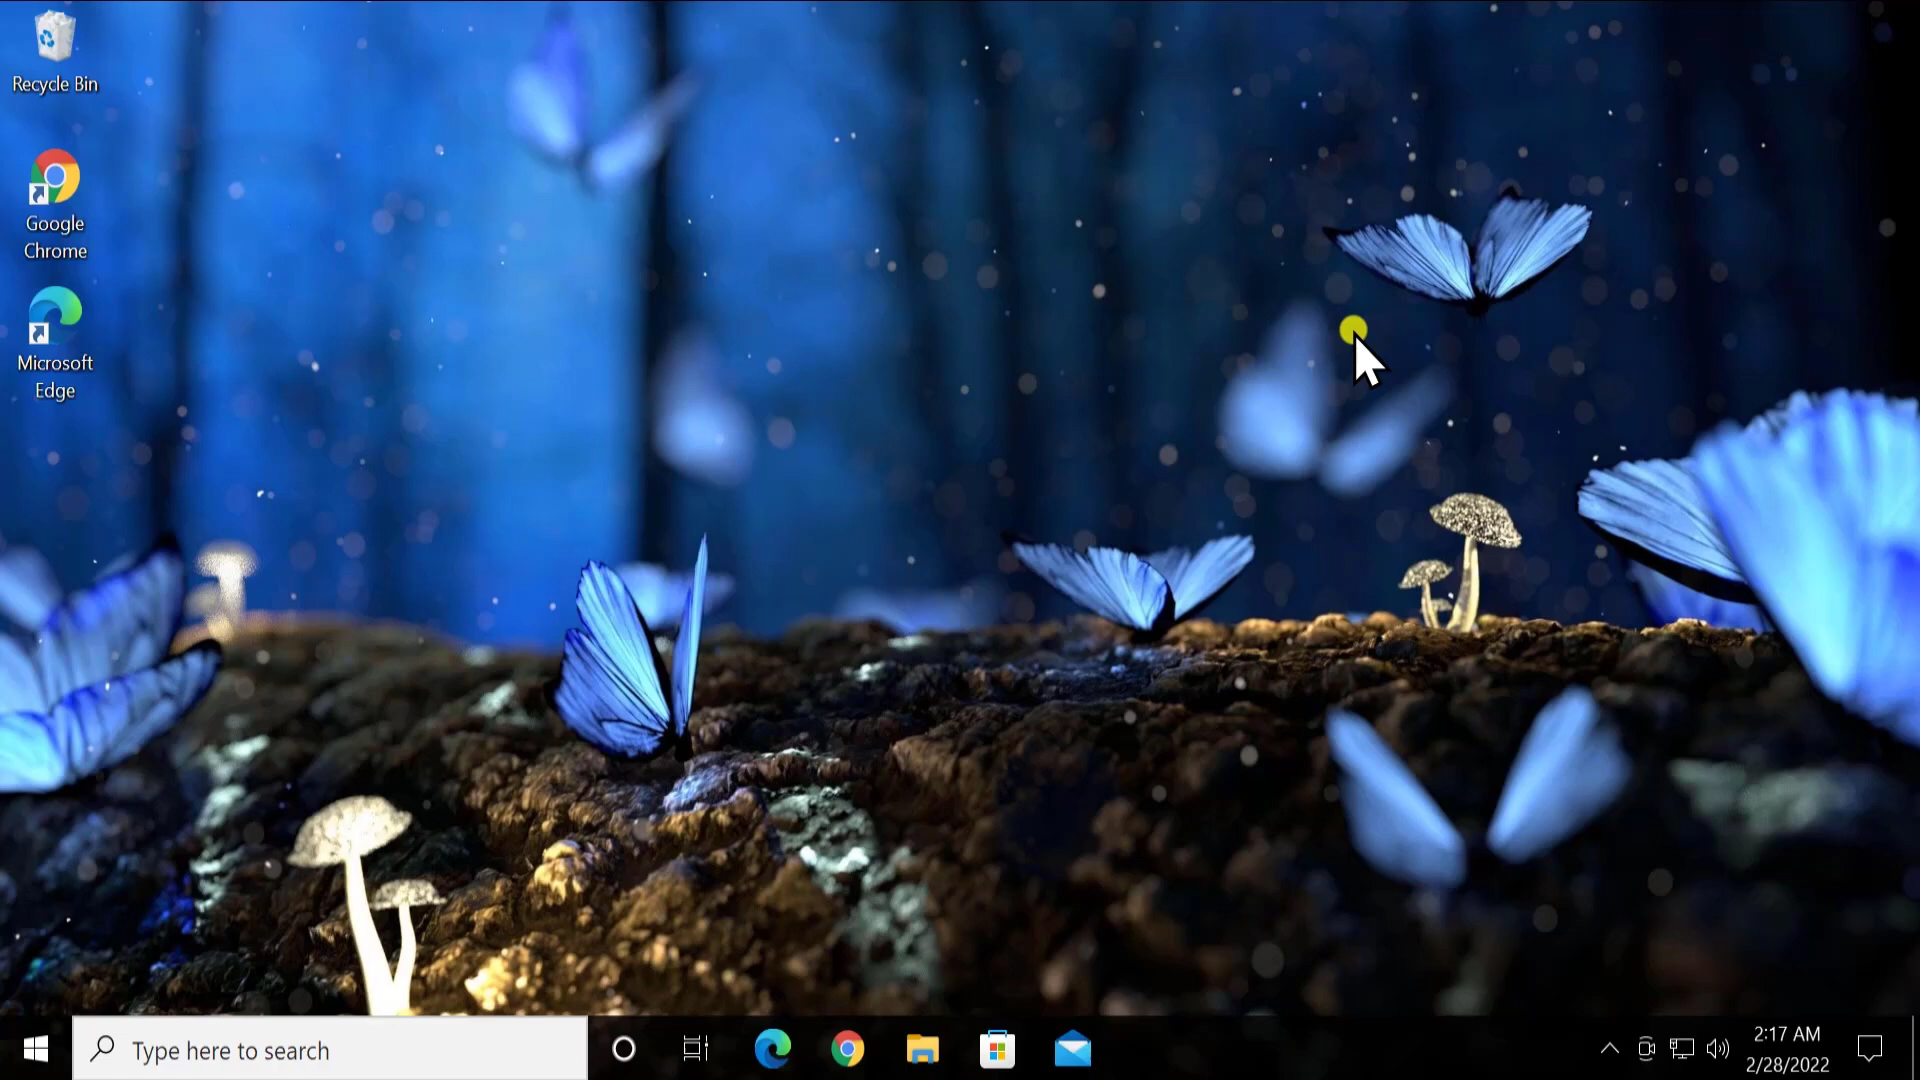 Recycle Bin
Google
Chrome
Microsoft
Edge
Type here to search
2:17 AM
2/28/2022